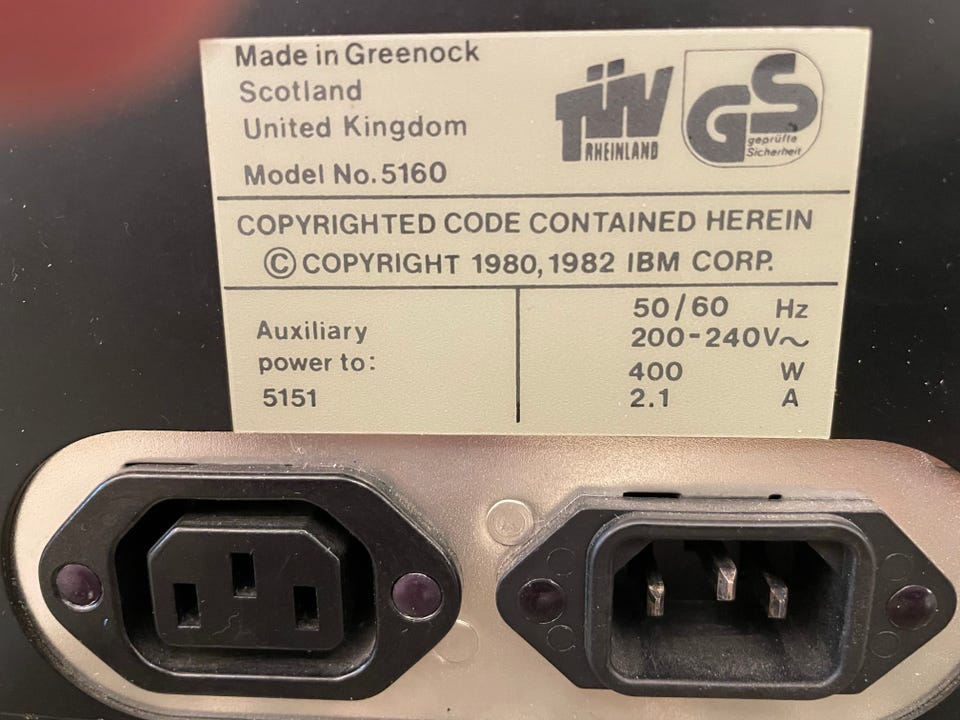 Made in Greenock
Scotland
United Kingdom
Model No. 5160
TÜV
RHEINLAND
GS
geprüfte
Sicherheit
COPYRIGHTED CODE CONTAINED HEREIN
© COPYRIGHT 1980, 1982 IBM CORP.
Auxiliary
power to:
5151
50/60 Hz
200-240V~
400 W
2.1 A